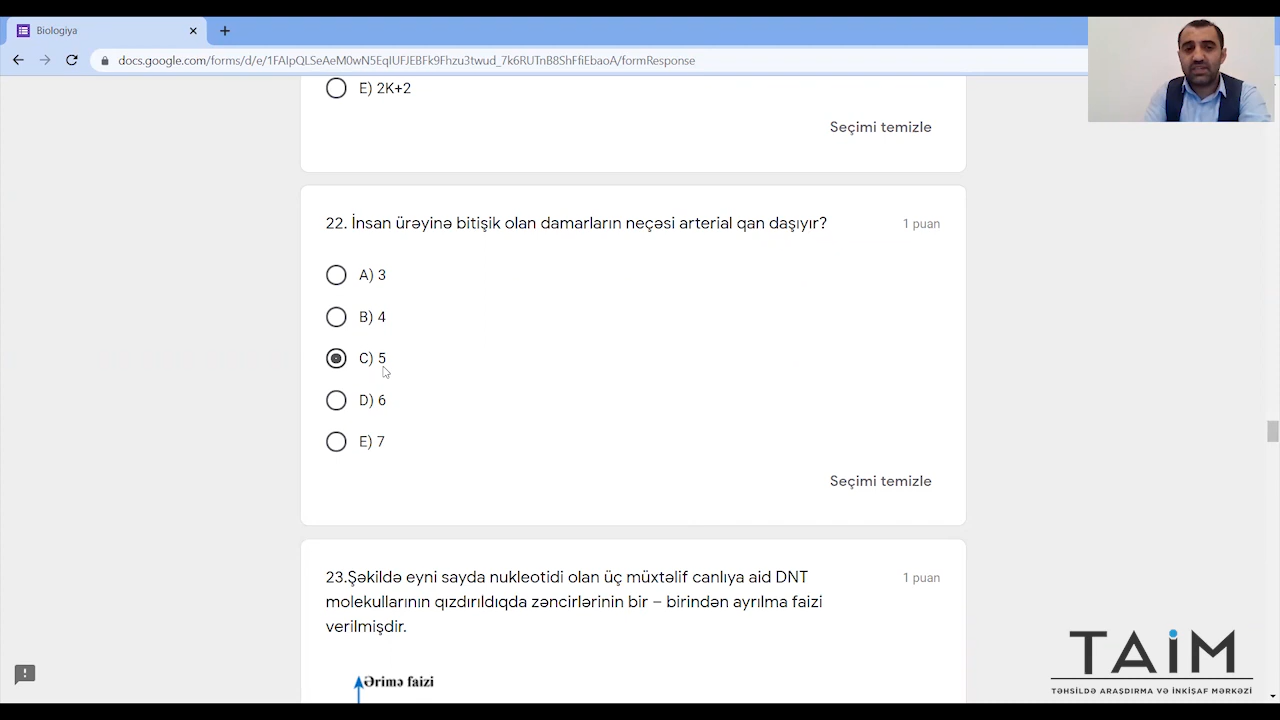 Biologiya
docs.google.com/forms/d/e/1FAIpQLSeAeM0wN5EqIUFJEBFk9Fhzu3twud_7k6RUTnB8ShFfiEbaoA/formResponse
E) 2K+2
Seçimi temizle
22. İnsan ürəyinə bitişik olan damarların neçəsi arterial qan daşıyır?
1 puan
A) 3
B) 4
C) 5
D) 6
E) 7
Seçimi temizle
23.Şəkildə eyni sayda nukleotidi olan üç müxtəlif canlıya aid DNT
1 puan
molekullarının qızdırıldıqda zəncirlərinin bir – birindən ayrılma faizi
verilmişdir.
Ərimə faizi
TAİM
TƏHSİLDƏ ARAŞDIRMA VƏ İNKİŞAF MƏRKƏZİ